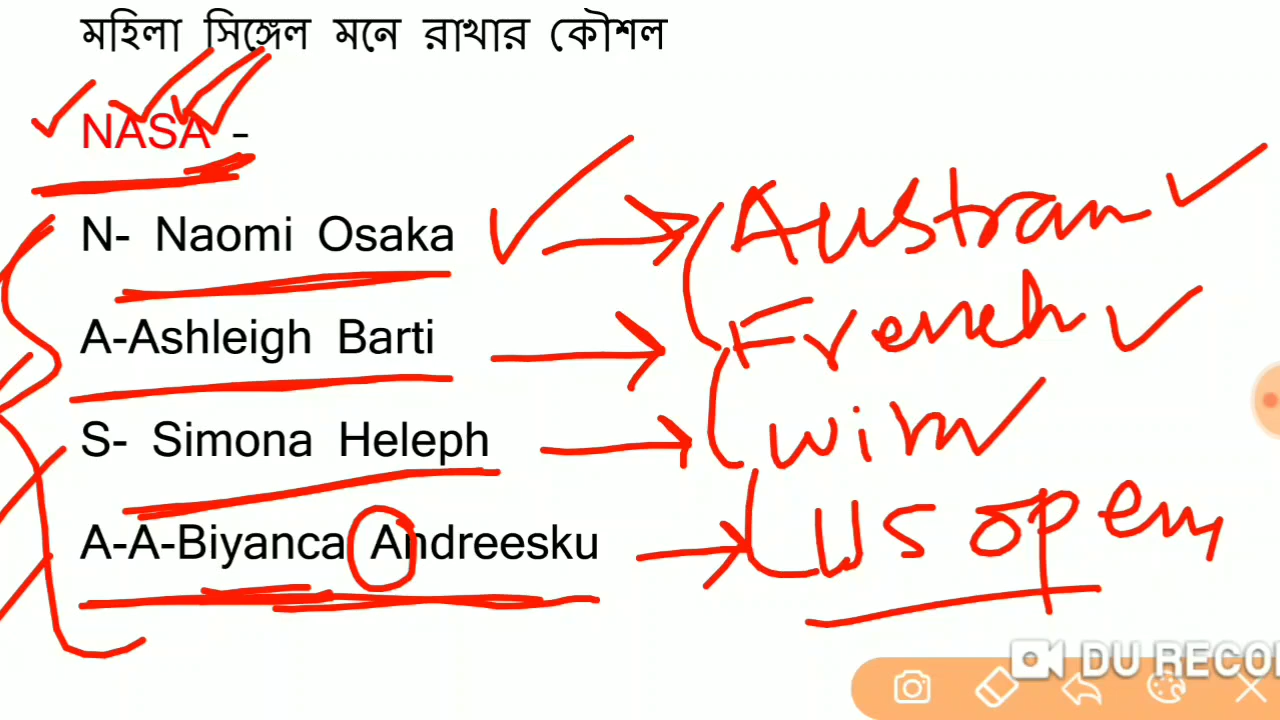 মহিলা সিঙ্গেল মনে রাখার কৌশল
NASA -
N- Naomi Osaka Austran
A-Ashleigh Barti French
S- Simona Heleph wim
A-A-Biyanca Andreesku US open
DU RECO